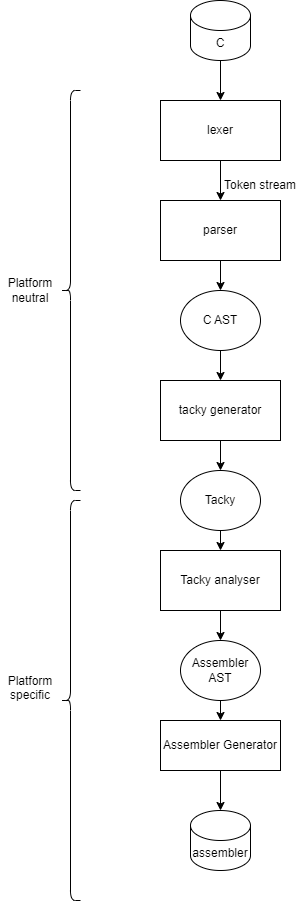 C
lexer
Token stream
parser
Platform
neutral
C AST
tacky generator
Tacky
Tacky analyser
Assembler
AST
Platform
specific
Assembler Generator
assembler